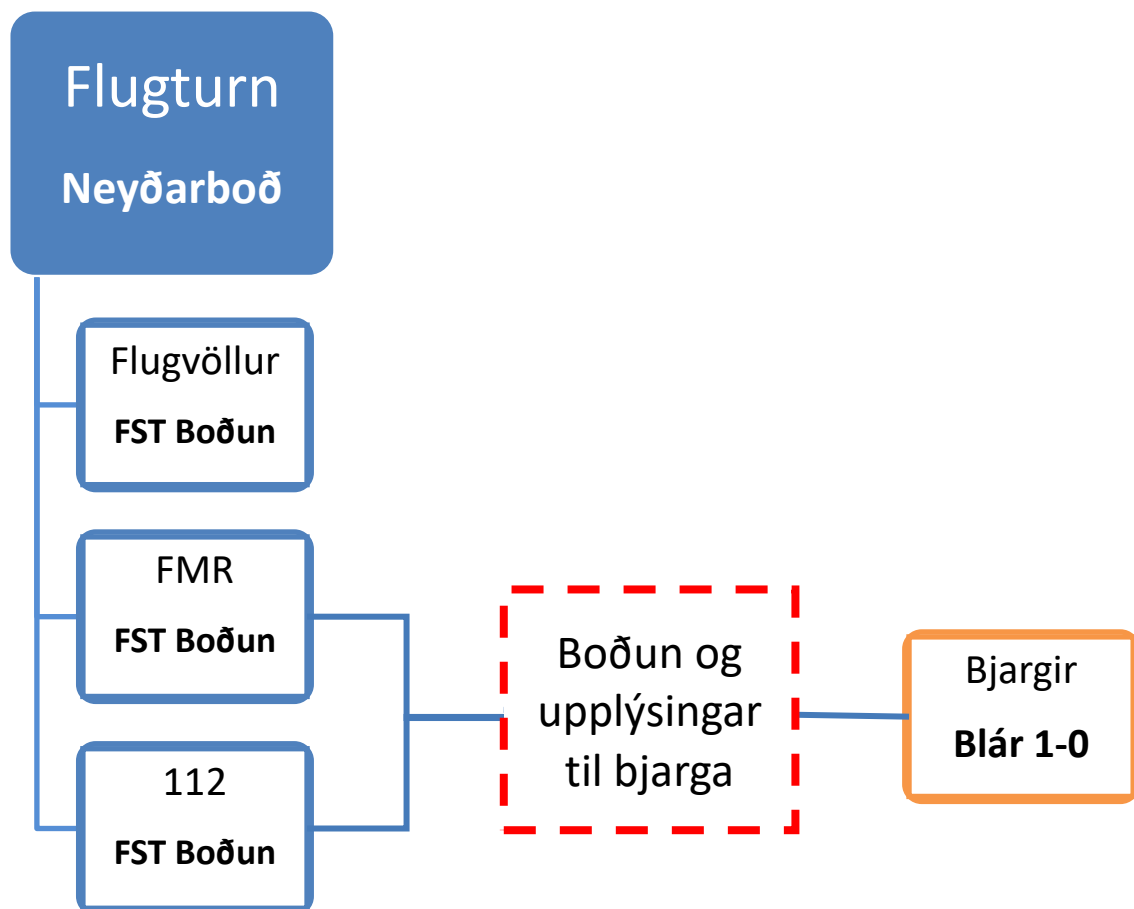 Flugturn
Neyðarboð
Flugvöllur
FST Boðun
FMR
FST Boðun
112
FST Boðun
Boðun og
upplýsingar
til bjarga
Bjargir
Blár 1-0